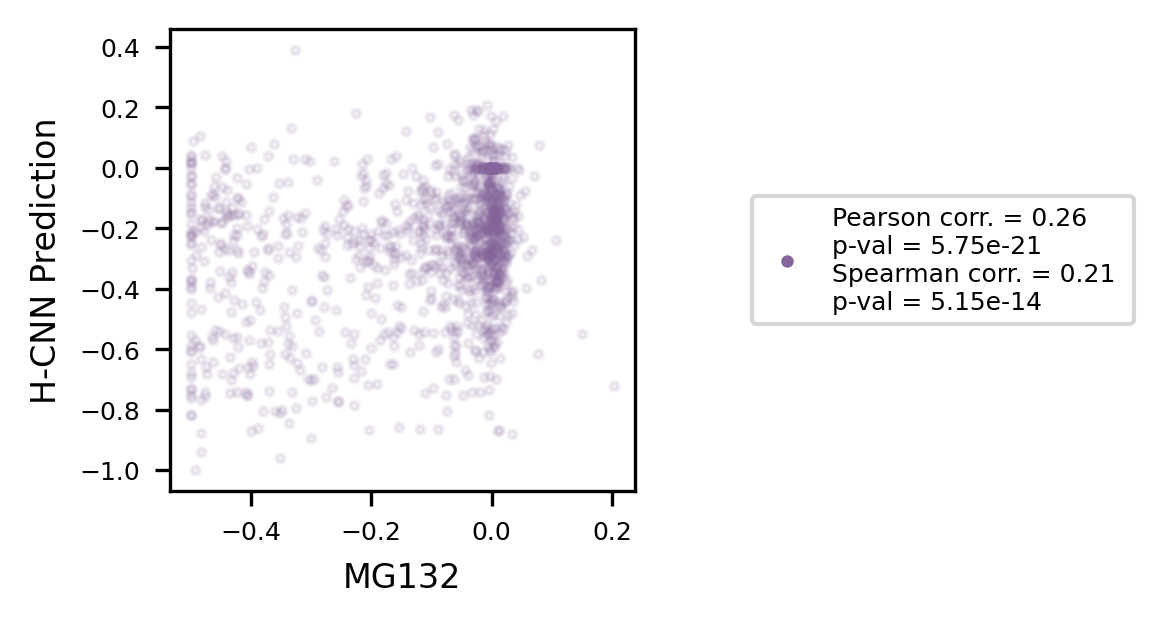 0.4
0.2
0.0
−0.2
−0.4
−0.6
−0.8
−1.0
H-CNN Prediction
−0.4
−0.2
0.0
0.2
MG132
Pearson corr. = 0.26
p-val = 5.75e-21
Spearman corr. = 0.21
p-val = 5.15e-14